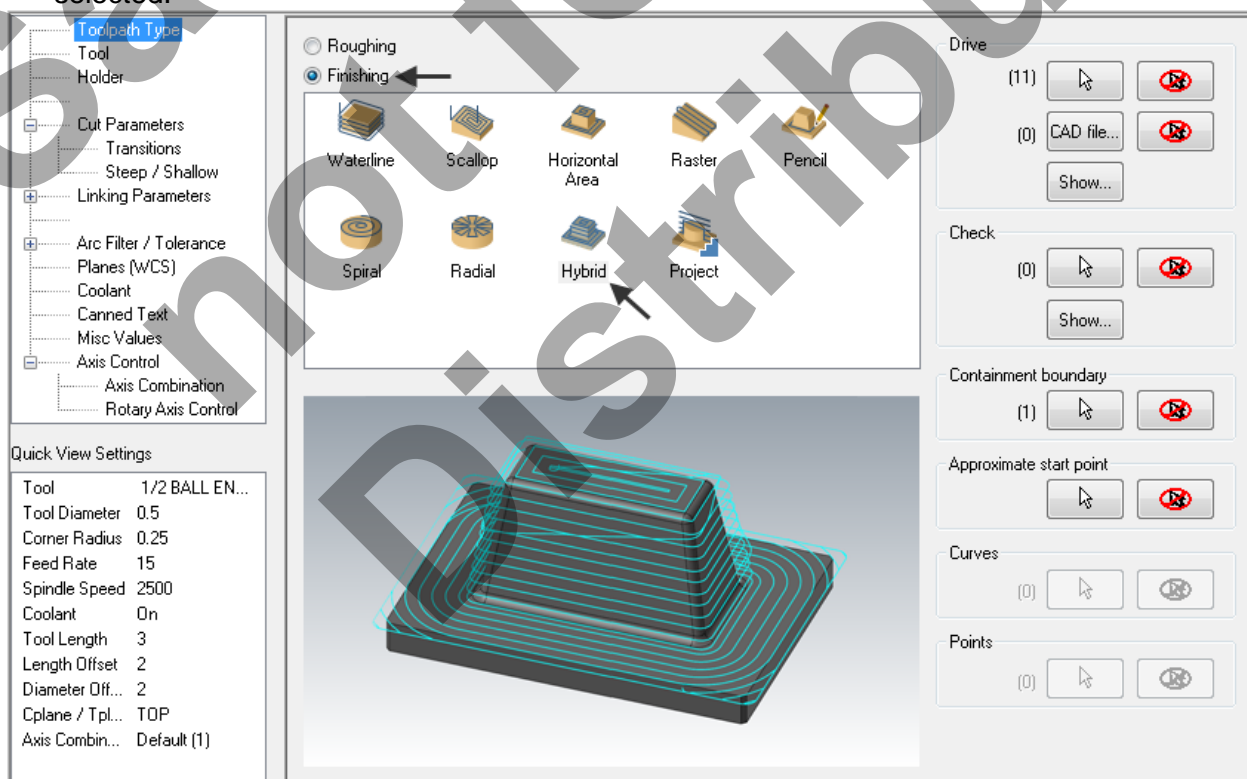 selected.
Toolpath Type
Tool
Holder
Cut Parameters
Transitions
Steep / Shallow
Linking Parameters
Arc Filter / Tolerance
Planes (WCS)
Coolant
Canned Text
Misc Values
Axis Control
Axis Combination
Rotary Axis Control
Quick View Settings
Tool 1/2 BALL EN...
Tool Diameter 0.5
Corner Radius 0.25
Feed Rate 15
Spindle Speed 2500
Coolant On
Tool Length 3
Length Offset 2
Diameter Off... 2
Cplane / Tpl... TOP
Axis Combin... Default (1)
Roughing
Finishing
Waterline
Scallop
Horizontal
Area
Raster
Pencil
Spiral
Radial
Hybrid
Project
Drive
(11)
(0) CAD file...
Show...
Check
(0)
Show...
Containment boundary
(1)
Approximate start point
Curves
(0)
Points
(0)
not f
Distribu